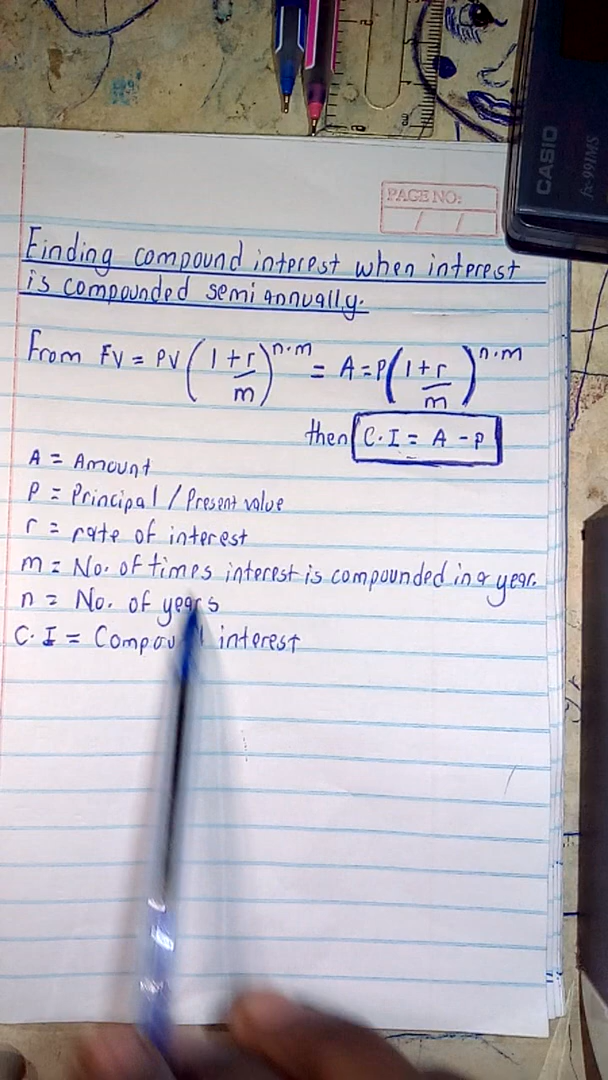 CASIO
fx-991MS
PAGE NO:
Finding compound interest when interest
is compounded semi annually.
From FV = PV(1+r/m)^n.m = A=P(1+r/m)^n.m
then C.I = A - P
A = Amount
P = Principal / Present value
r = rate of interest
m = No. of times interest is compounded in a year.
n = No. of years
C.I = Compou interest